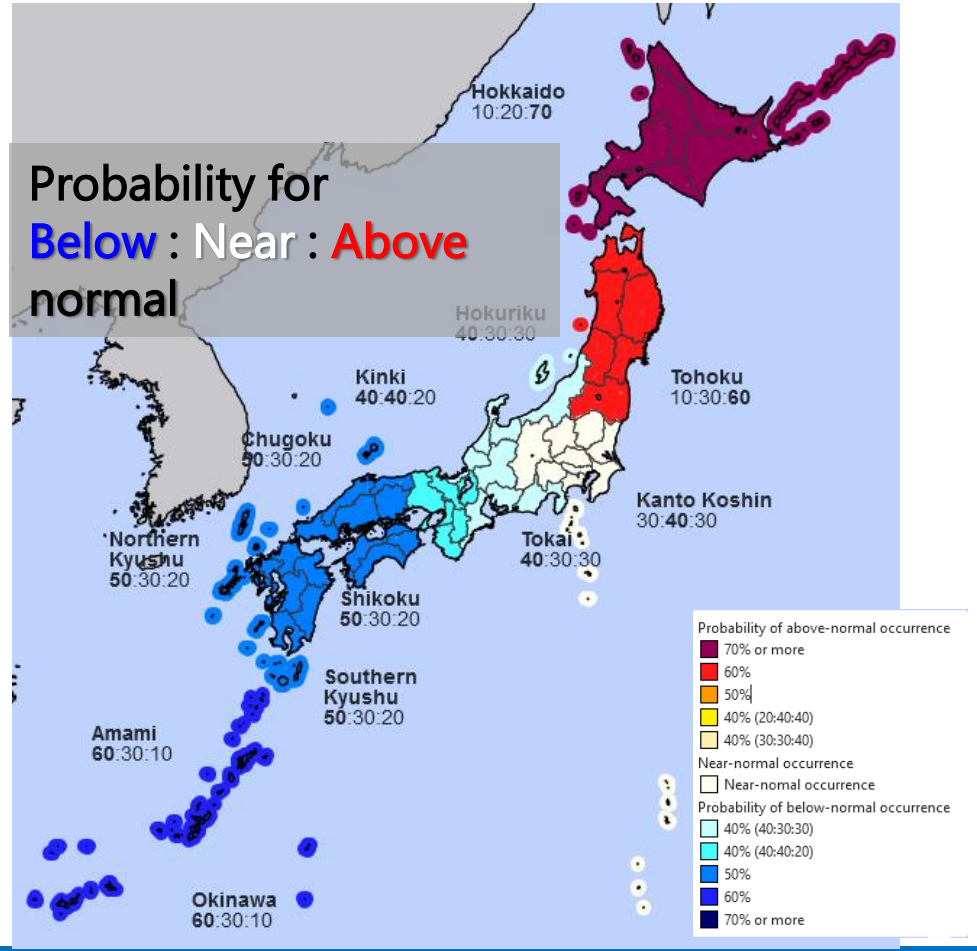 Hokkaido
10:20:70
Probability for
Below : Near : Above
normal
Hokuriku
40:30:30
Kinki
40:40:20
Tohoku
10:30:60
Chugoku
50:30:20
Kanto Koshin
30:40:30
Northern
Kyushu
50:30:20
Tokai
40:30:30
Shikoku
50:30:20
Southern
Kyushu
50:30:20
Amami
60:30:10
Okinawa
60:30:10
Probability of above-normal occurrence
70% or more
60%
50%
40% (20:40:40)
40% (30:30:40)
Near-normal occurrence
Near-nomal occurrence
Probability of below-normal occurrence
40% (40:30:30)
40% (40:40:20)
50%
60%
70% or more